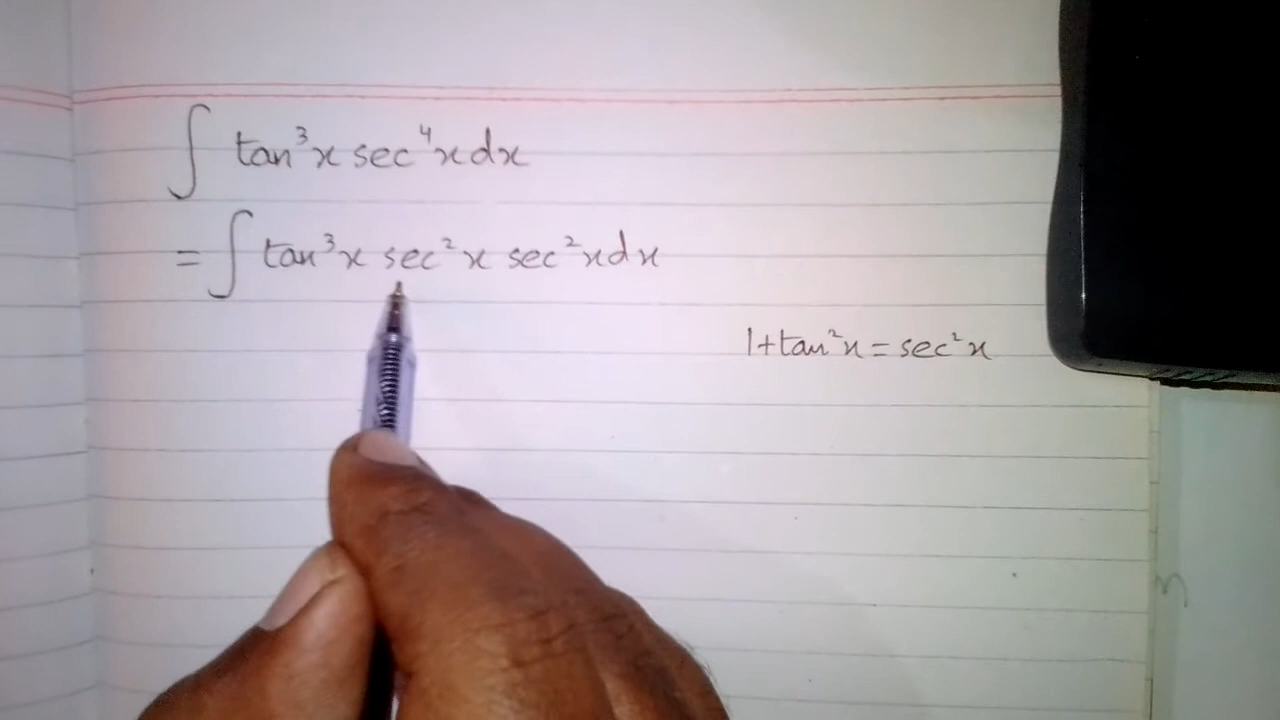 ∫ tan³x sec⁴x dx
= ∫ tan³x sec²x sec²x dx
1+tan²x = sec²x